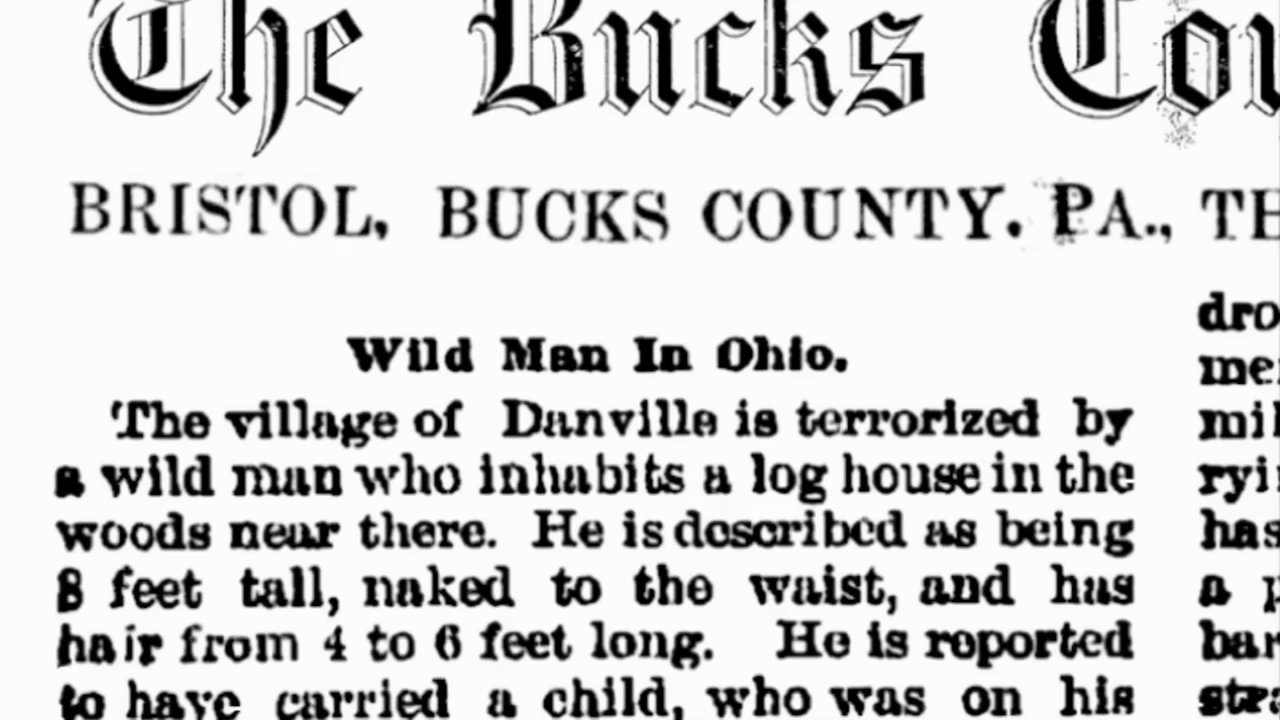 The Bucks Cou
BRISTOL, BUCKS COUNTY, PA., TH
Wild Man In Ohio.
The village of Danville is terrorized by
a wild man who inhabits a log house in the
woods near there. He is described as being
8 feet tall, naked to the waist, and has
hair from 4 to 6 feet long. He is reported
to have carried a child, who was on his
dro
mer
mil
ryi
has
a p
bar
stra